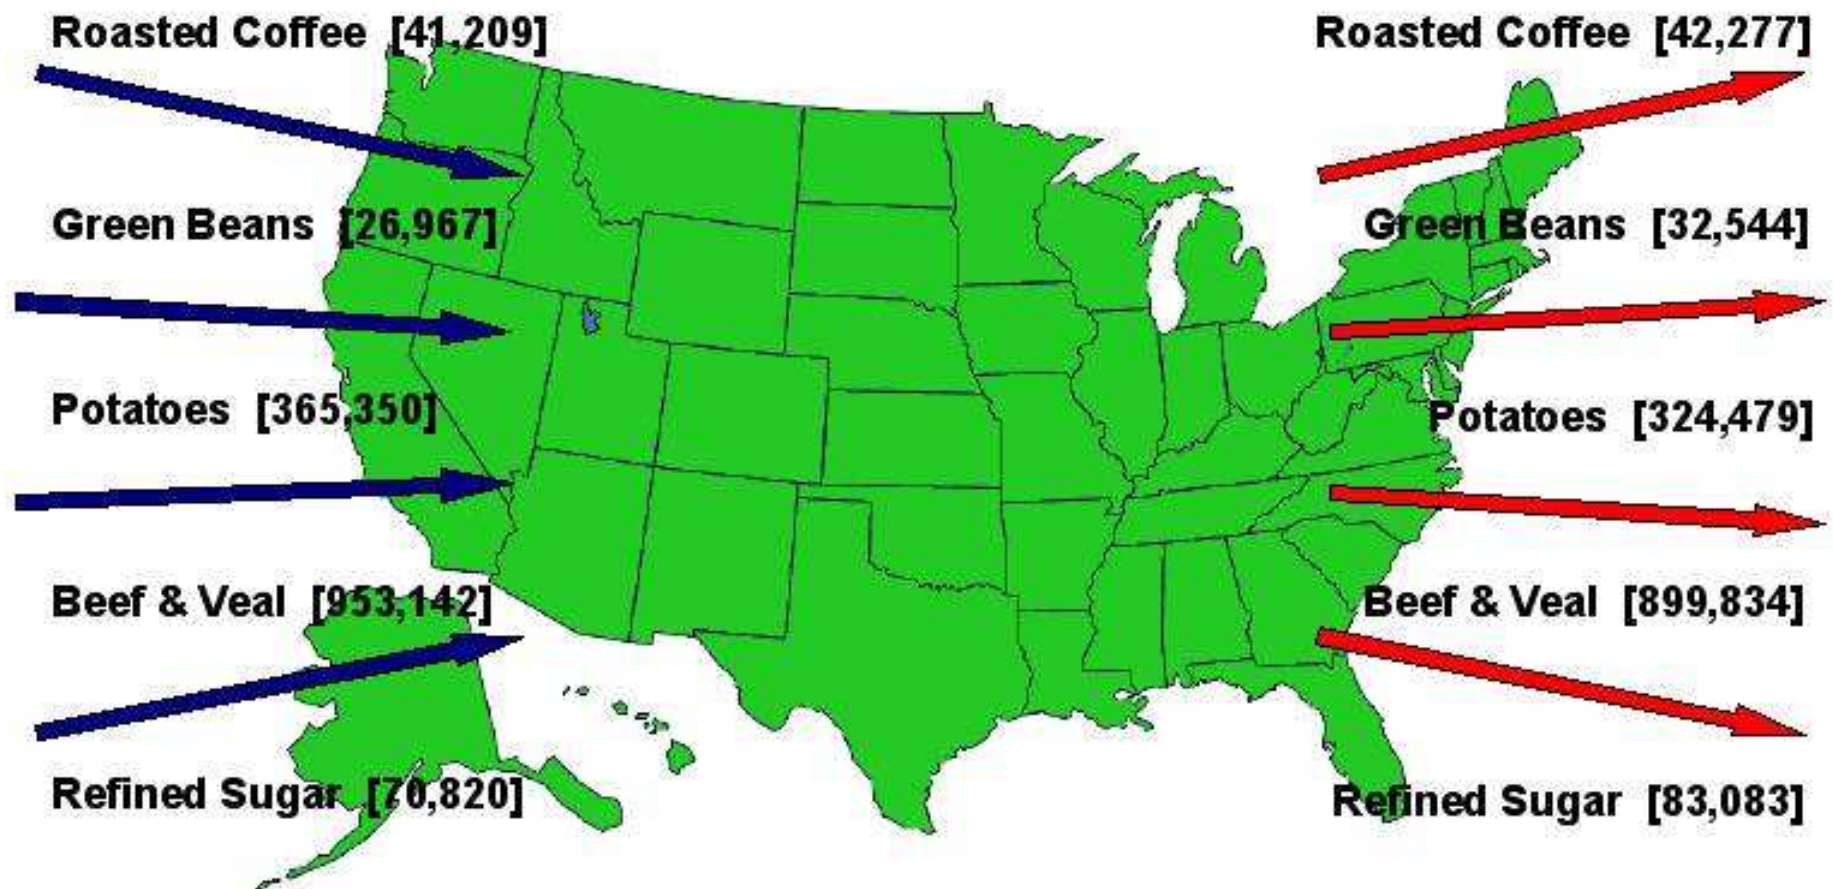 Roasted Coffee [41,209]
Green Beans [26,967]
Potatoes [365,350]
Beef & Veal [953,142]
Refined Sugar [70,820]
Roasted Coffee [42,277]
Green Beans [32,544]
Potatoes [324,479]
Beef & Veal [899,834]
Refined Sugar [83,083]